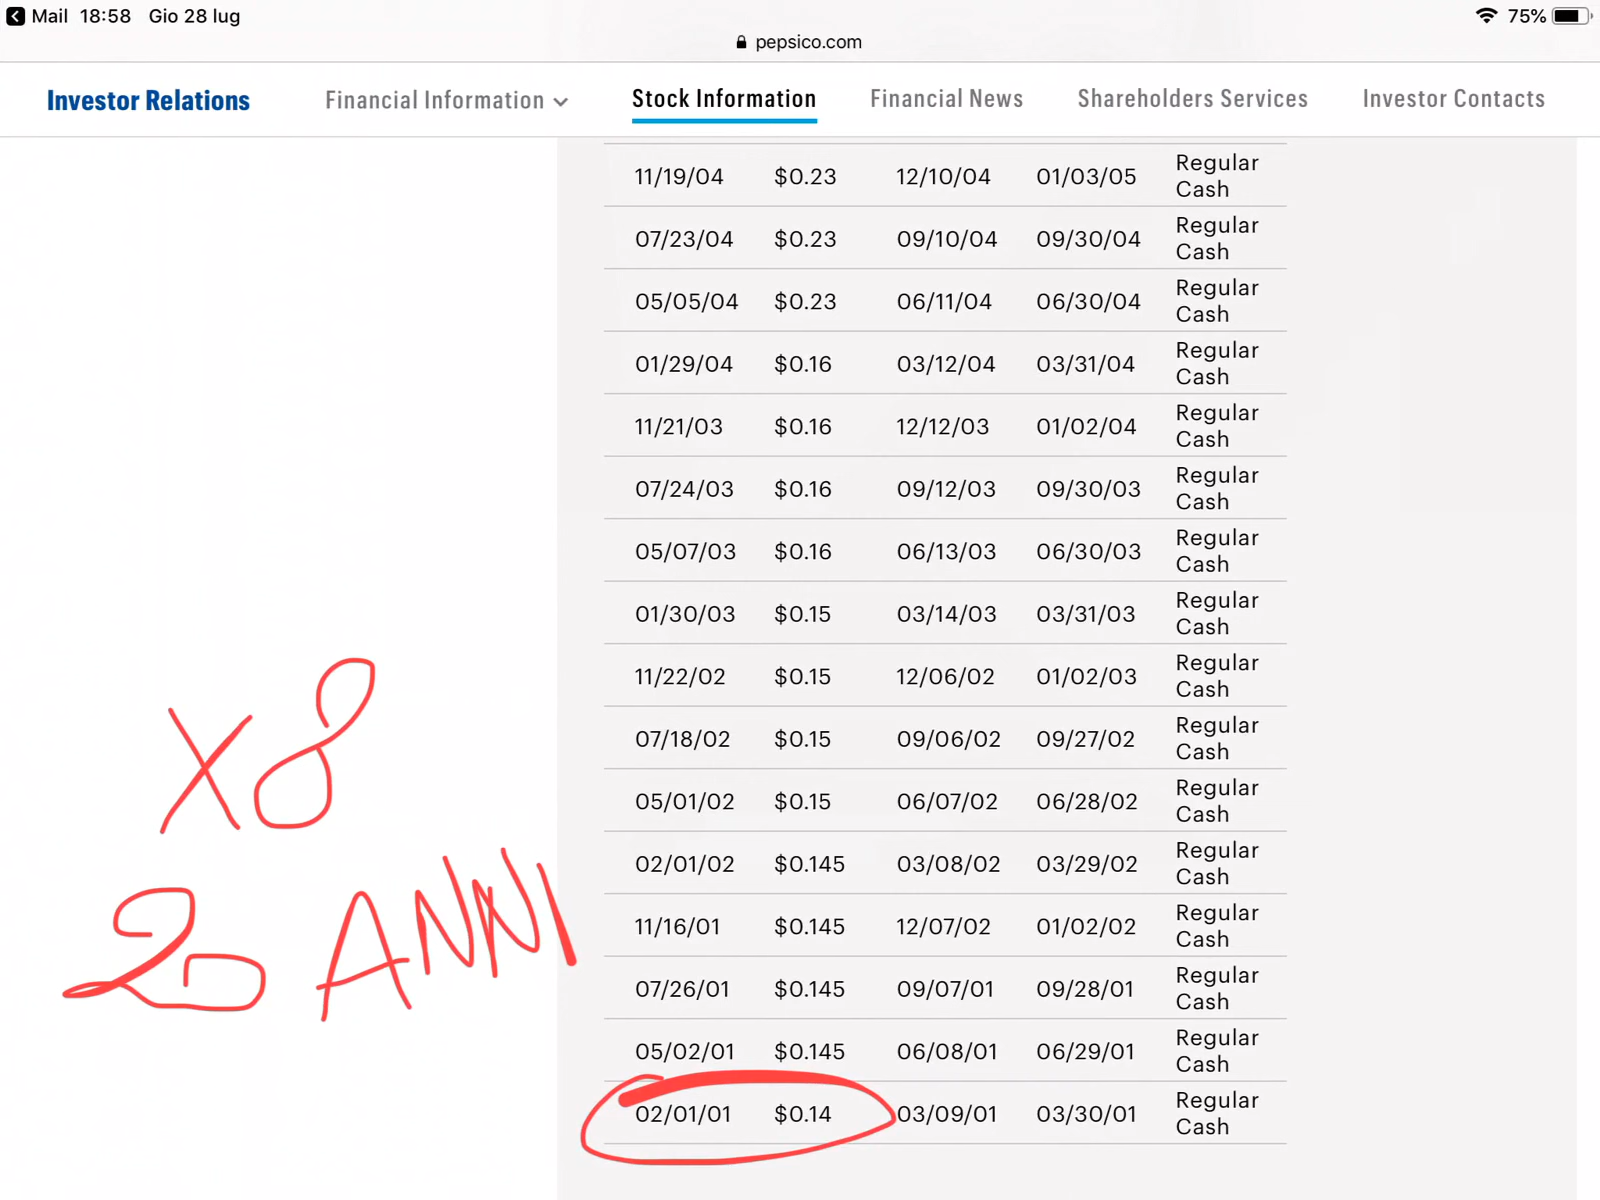 Mail 18:58 Gio 28 lug 75%
pepsico.com
Investor Relations Financial Information Stock Information Financial News Shareholders Services Investor Contacts
11/19/04 $0.23 12/10/04 01/03/05 Regular Cash
07/23/04 $0.23 09/10/04 09/30/04 Regular Cash
05/05/04 $0.23 06/11/04 06/30/04 Regular Cash
01/29/04 $0.16 03/12/04 03/31/04 Regular Cash
11/21/03 $0.16 12/12/03 01/02/04 Regular Cash
07/24/03 $0.16 09/12/03 09/30/03 Regular Cash
05/07/03 $0.16 06/13/03 06/30/03 Regular Cash
01/30/03 $0.15 03/14/03 03/31/03 Regular Cash
11/22/02 $0.15 12/06/02 01/02/03 Regular Cash
07/18/02 $0.15 09/06/02 09/27/02 Regular Cash
05/01/02 $0.15 06/07/02 06/28/02 Regular Cash
02/01/02 $0.145 03/08/02 03/29/02 Regular Cash
11/16/01 $0.145 12/07/02 01/02/02 Regular Cash
07/26/01 $0.145 09/07/01 09/28/01 Regular Cash
05/02/01 $0.145 06/08/01 06/29/01 Regular Cash
02/01/01 $0.14 03/09/01 03/30/01 Regular Cash
X8
20 ANNI